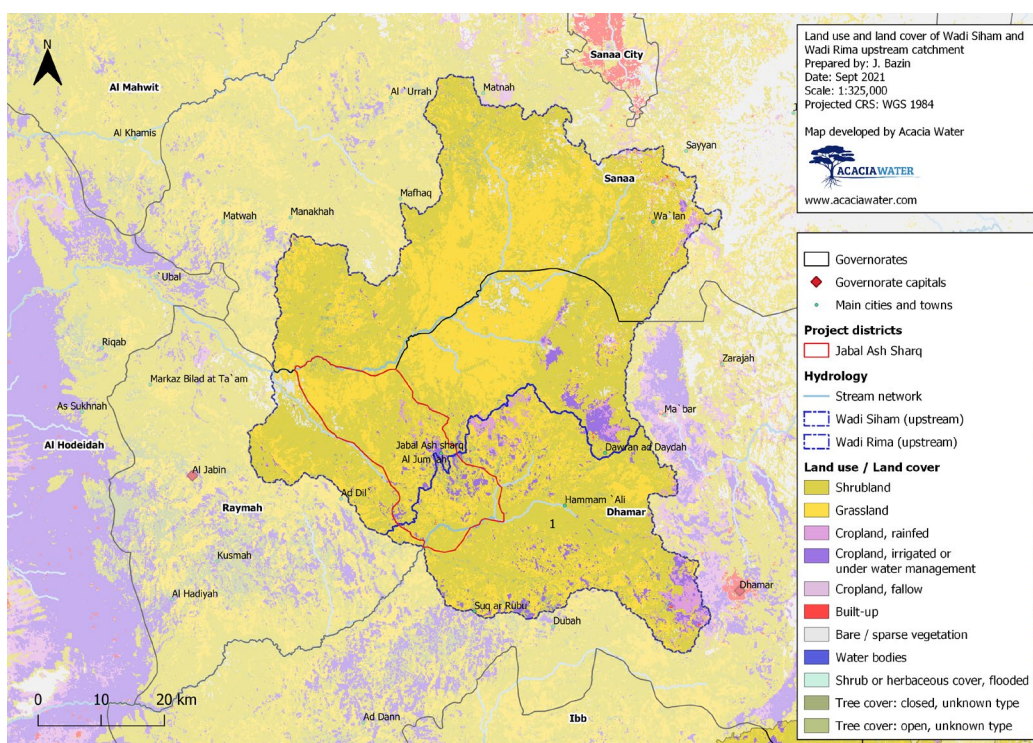 Land use and land cover of Wadi Siham and
Wadi Rima upstream catchment
Prepared by: J. Bazin
Date: Sept 2021
Scale: 1:325,000
Projected CRS: WGS 1984
Map developed by Acacia Water
ACACIAWATER
www.acaciawater.com
N
Sanaa City
Al Mahwit
Al `Urrah
Matnah
Al Khamis
Sayyan
Sanaa
Mafhaq
Manakhah
Matwah
Wa`lan
`Ubal
Riqab
Zarajah
Markaz Bilad at Ta`am
As Sukhnah
Ma`bar
Al Hodeidah
Jabal Ash sharq
Dawran ad Daydah
Al Jum`ah
Al Jabin
Ad Dil`
Hammam `Ali
Raymah
Dhamar
1
Kusmah
Dhamar
Al Hadiyah
Suq ar Rubu
Dubah
Ad Dann
Ibb
0 10 20 km
Governorates
Governorate capitals
Main cities and towns
Project districts
Jabal Ash Sharq
Hydrology
Stream network
Wadi Siham (upstream)
Wadi Rima (upstream)
Land use / Land cover
Shrubland
Grassland
Cropland, rainfed
Cropland, irrigated or
under water management
Cropland, fallow
Built-up
Bare / sparse vegetation
Water bodies
Shrub or herbaceous cover, flooded
Tree cover: closed, unknown type
Tree cover: open, unknown type